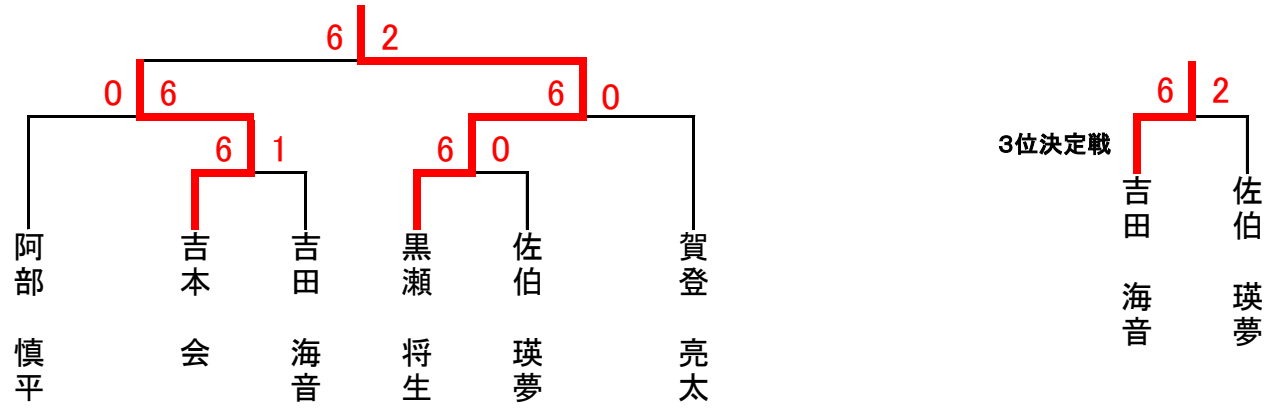 6 2
0 6
6 0
6 1
6 0
阿部 慎平
吉本 会
吉田 海音
黒瀬 将生
佐伯 瑛夢
賀登 亮太
6 2
3位決定戦
吉田 海音
佐伯 瑛夢